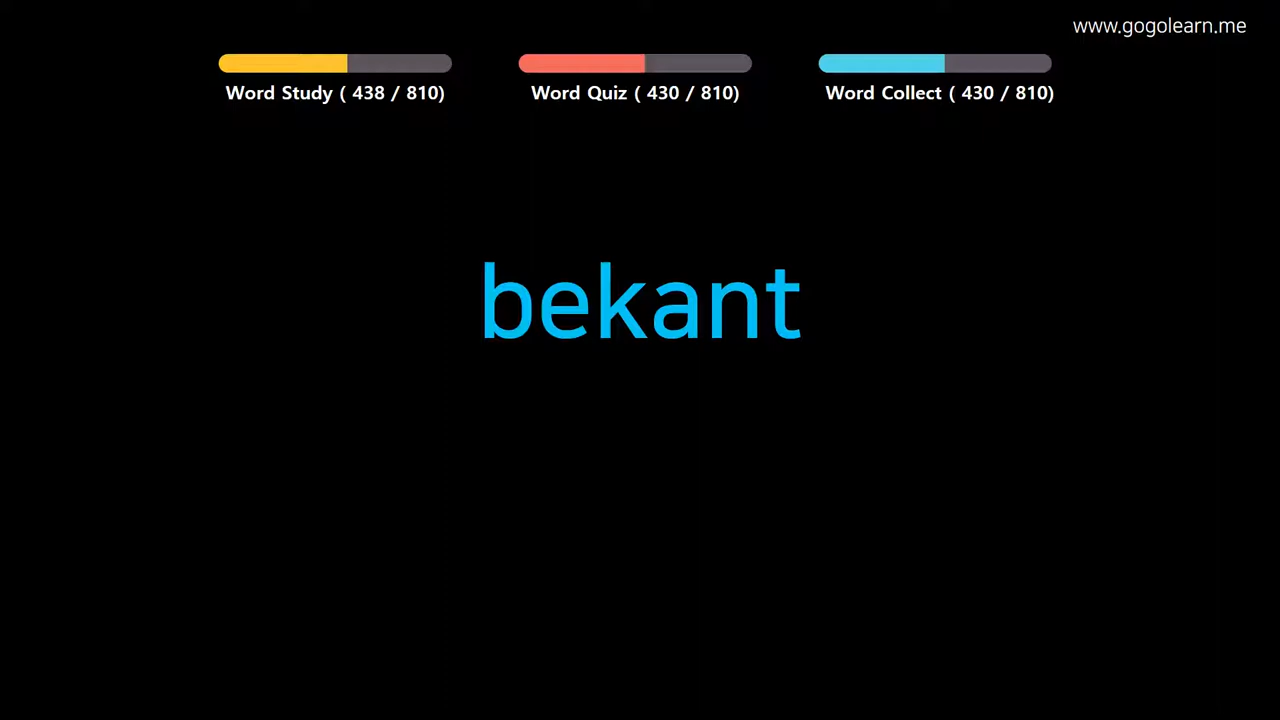 www.gogolearn.me
Word Study ( 438 / 810)
Word Quiz ( 430 / 810)
Word Collect ( 430 / 810)
bekant